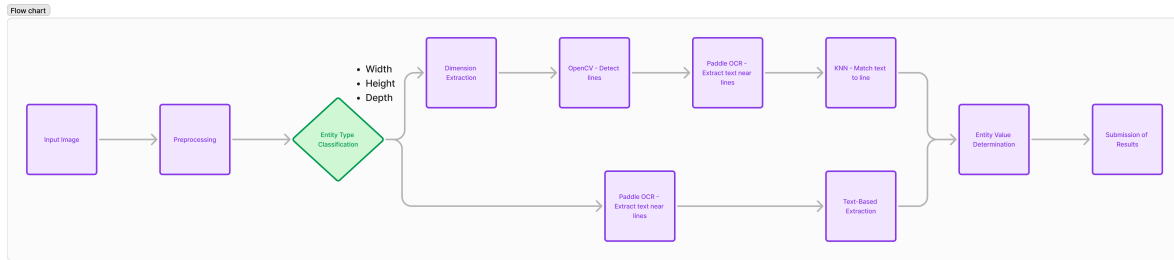 Flow chart
Input Image
Preprocessing
Entity Type
Classification
• Width
• Height
• Depth
Dimension
Extraction
OpenCV - Detect
lines
Paddle OCR -
Extract text near
lines
KNN - Match text
to line
Paddle OCR -
Extract text near
lines
Text-Based
Extraction
Entity Value
Determination
Submission of
Results